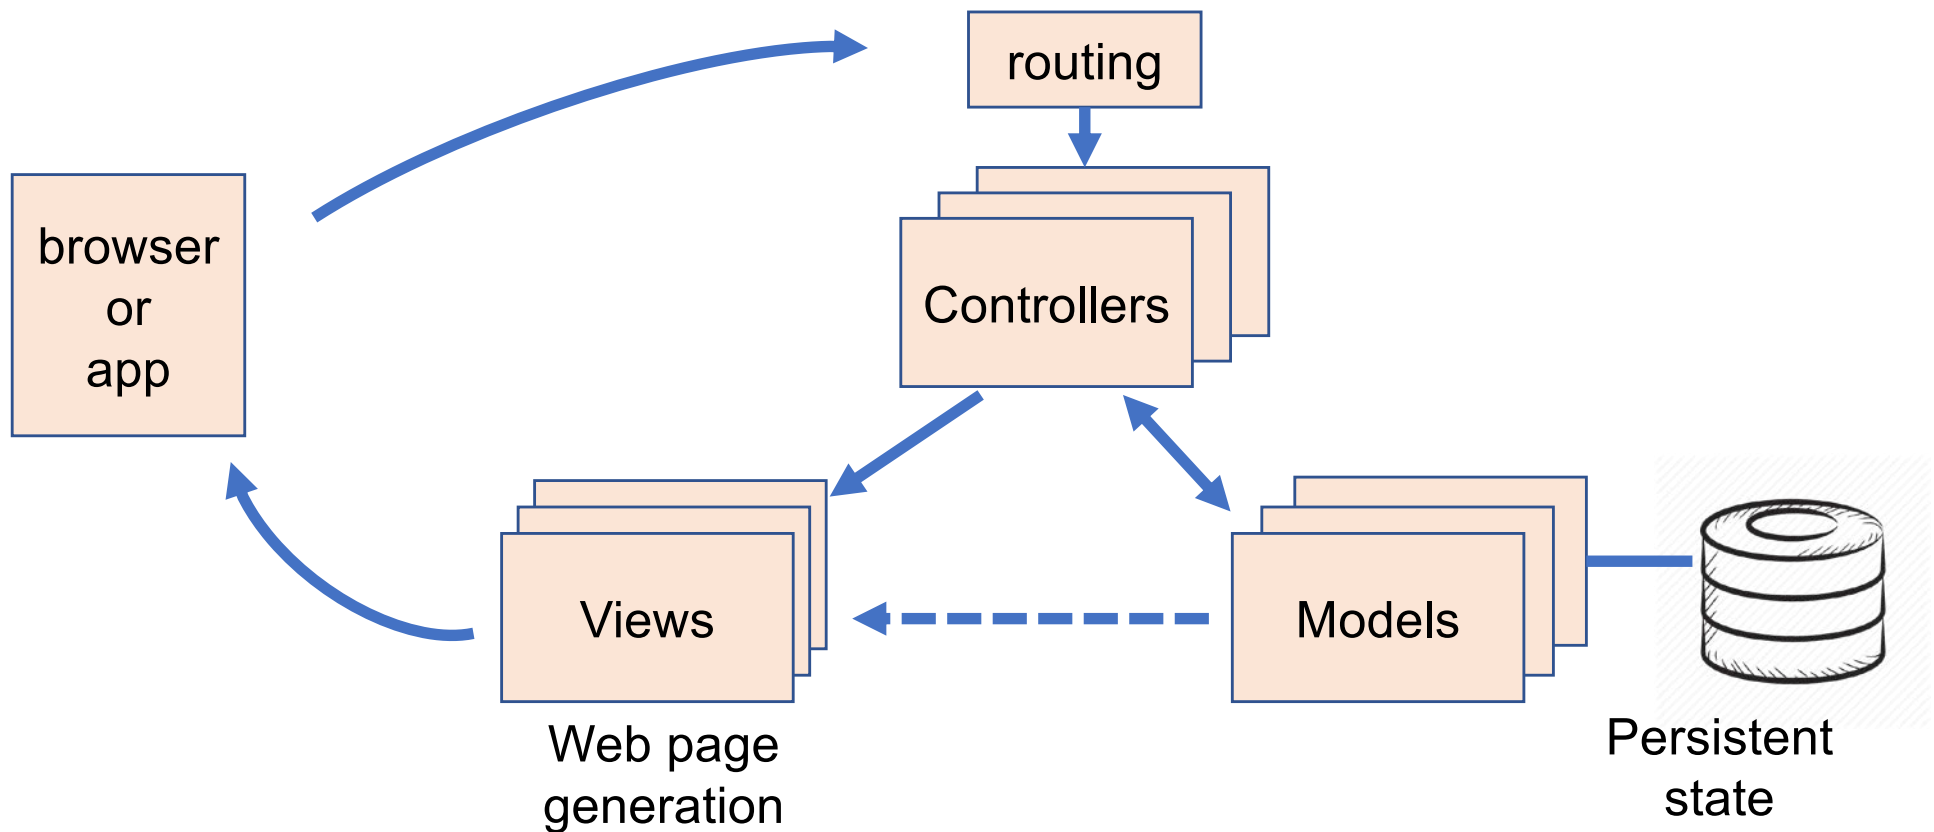 routing
browser
or
app
Controllers
Views
Models
Web page
generation
Persistent
state